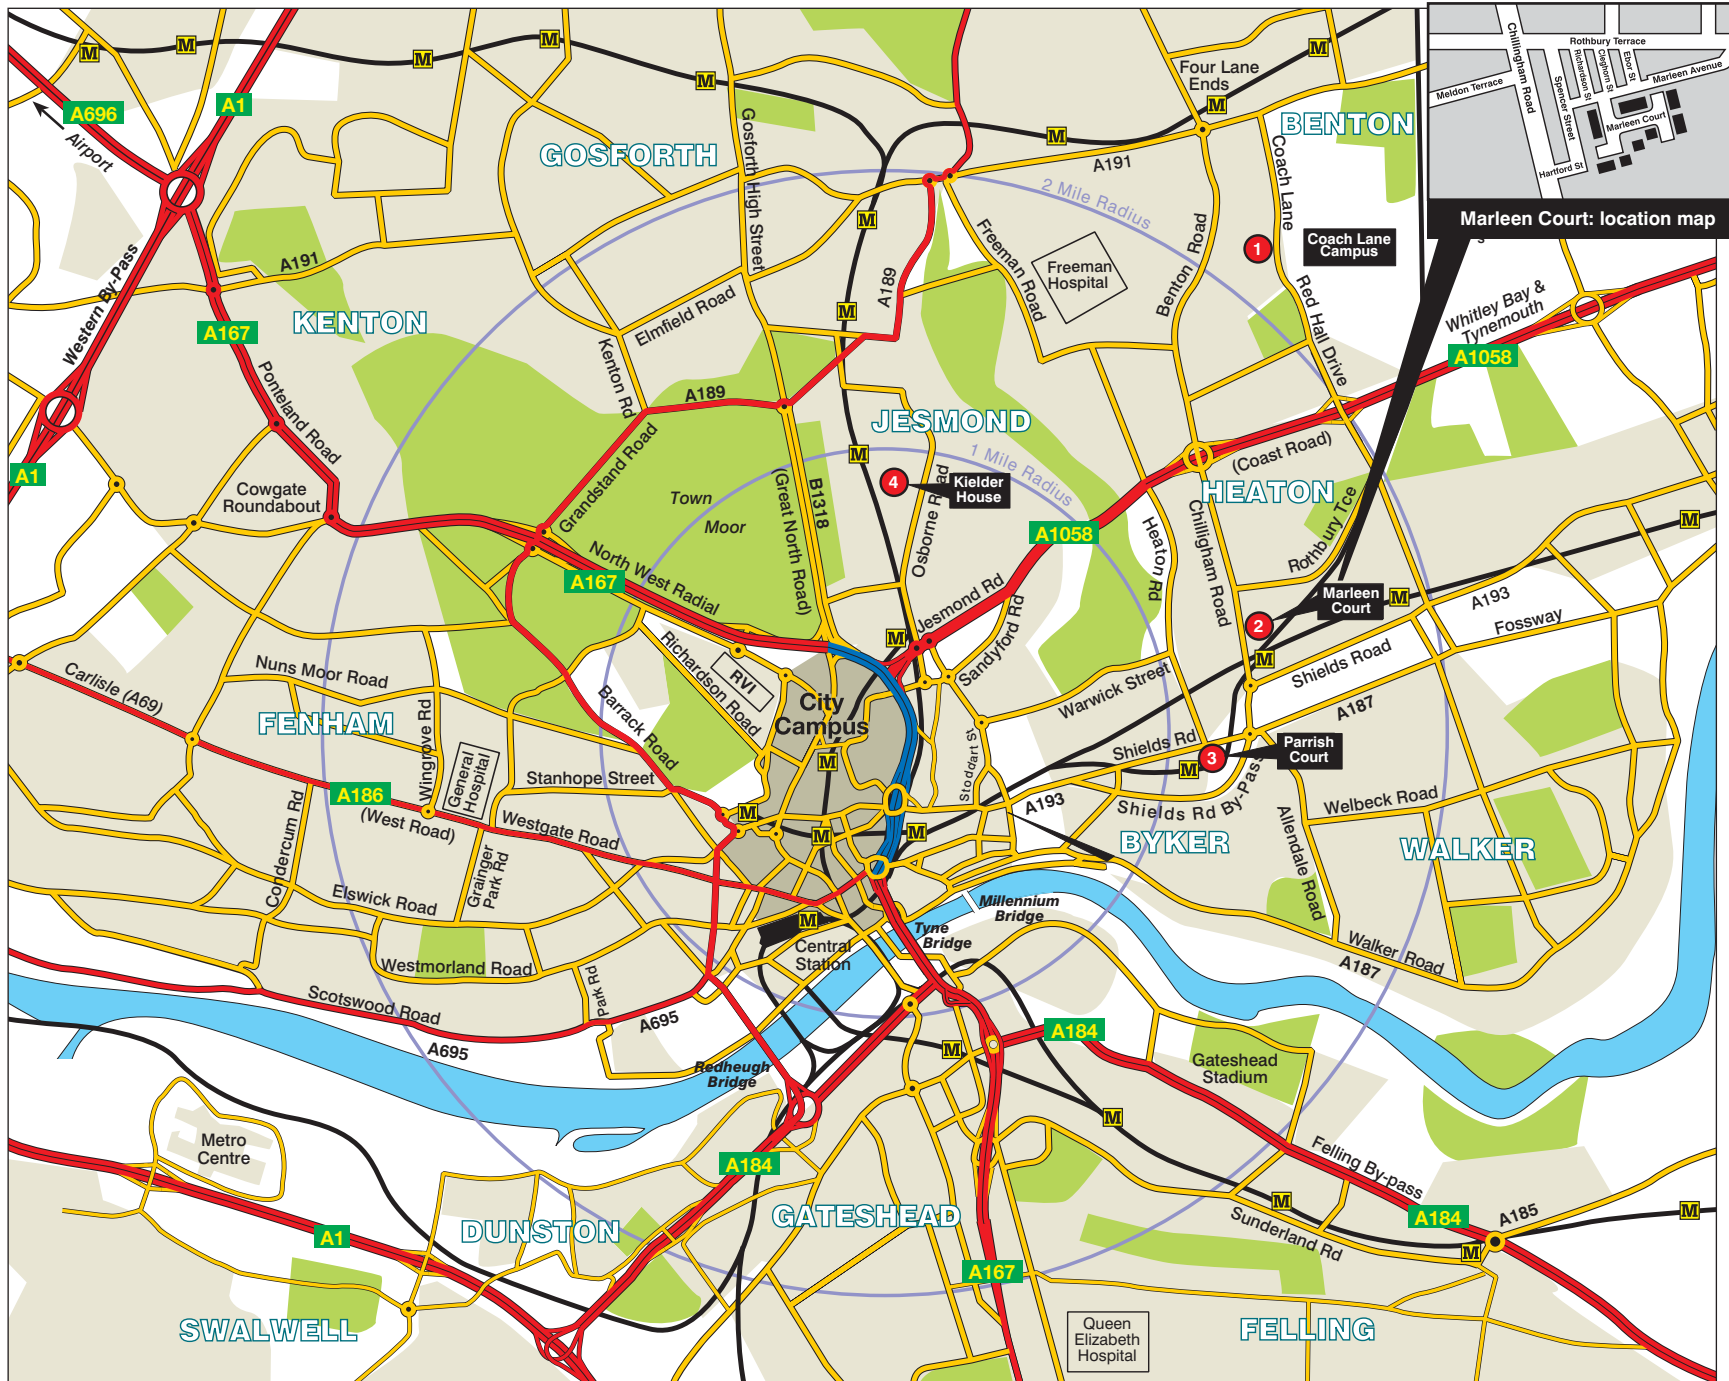 M
M
M
M
M
M
A696
A1
Airport
GOSFORTH
Gosforth High Street
Four Lane
Ends
M
M
A191
BENTON
Coach Lane
2 Mile Radius
Chillingham Road
Rothbury Terrace
Meldon Terrace
Spencer Street
Richardson St
Cleghorn St
Ebor St
Marleen Avenue
Marleen Court
Hartford St
Marleen Court: location map
M
Freeman Road
Freeman
Hospital
Benton Road
1
Coach Lane
Campus
Western By-Pass
A191
KENTON
A167
Ponteland Road
Elmfield Road
Kenton Rd
A189
A189
M
Red Hall Drive
Whitley Bay &
Tynemouth
A1058
JESMOND
1 Mile Radius
(Coast Road)
HEATON
A1
Cowgate
Roundabout
Grandstand Road
Town
Moor
(Great North Road)
B1318
M
4
Kielder
House
Osborne Road
A1058
Heaton Rd
Chilligham Road
Rothbury Tce
M
North West Radial
A167
Jesmond Rd
Sandyford Rd
M
Marleen
Court
2
M
A193
Fossway
M
Shields Road
Carlisle (A69)
Nuns Moor Road
FENHAM
Wingrove Rd
General
Hospital
Richardson Road
RVI
Barrack Road
City
Campus
M
Stoddart St
Warwick Street
A187
Shields Rd
3
Parrish
Court
M
Stanhope Street
A186
(West Road)
Westgate Road
M
M
M
A193
Shields Rd By-Pass
BYKER
Allendale Road
Welbeck Road
WALKER
Condercum Rd
Grainger
Park Rd
Elswick Road
Westmorland Road
Park Rd
M
Central
Station
Tyne
Bridge
Millennium
Bridge
Walker Road
A187
Scotswood Road
A695
A695
Redheugh
Bridge
M
A184
Gateshead
Stadium
M
Metro
Centre
A184
Felling By-pass
M
A184
A185
M
M
Sunderland Rd
DUNSTON
GATESHEAD
A1
A167
SWALWELL
Queen
Elizabeth
Hospital
FELLING